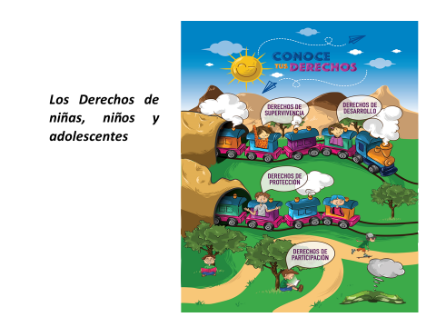 Los Derechos de
niñas, niños y
adolescentes
CONOCE
TUS DERECHOS
DERECHOS DE
SUPERVIVENCIA
DERECHOS DE
DESARROLLO
DERECHOS DE
PROTECCIÓN
DERECHOS DE
PARTICIPACIÓN